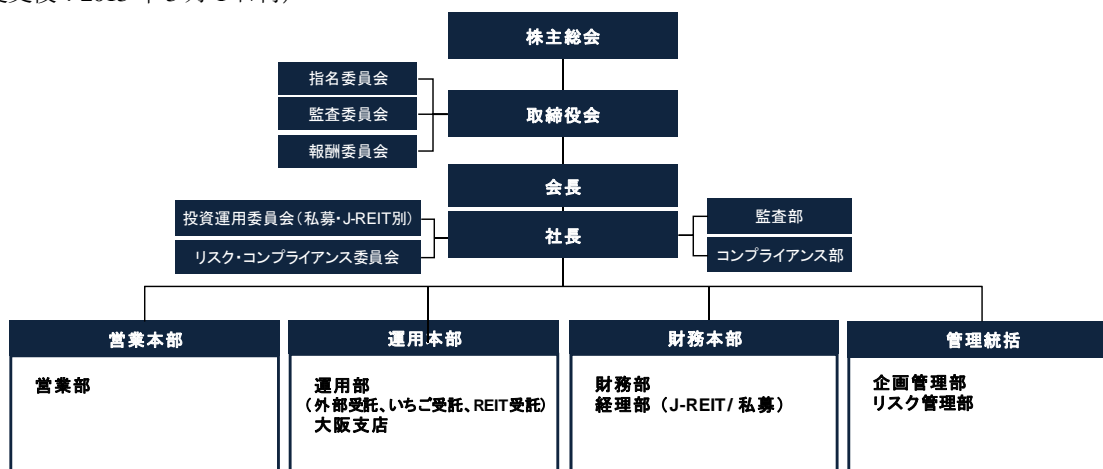 株主総会
指名委員会
監査委員会
報酬委員会
取締役会
会長
社長
投資運用委員会(私募・J-REIT別)
リスク・コンプライアンス委員会
監査部
コンプライアンス部
営業本部
営業部
運用本部
運用部
(外部受託、いちご受託、REIT受託)
大阪支店
財務本部
財務部
経理部(J-REIT/私募)
管理統括
企画管理部
リスク管理部